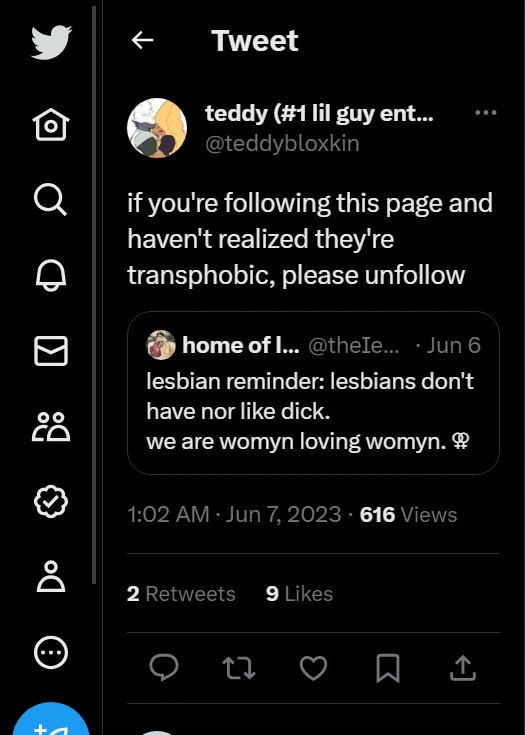 Tweet
teddy (#1 lil guy ent...
@teddybloxkin
if you're following this page and
haven't realized they're
transphobic, please unfollow
home of l... @theIe... · Jun 6
lesbian reminder: lesbians don't
have nor like dick.
we are womyn loving womyn. ⚢
1:02 AM · Jun 7, 2023 · 616 Views
2 Retweets 9 Likes